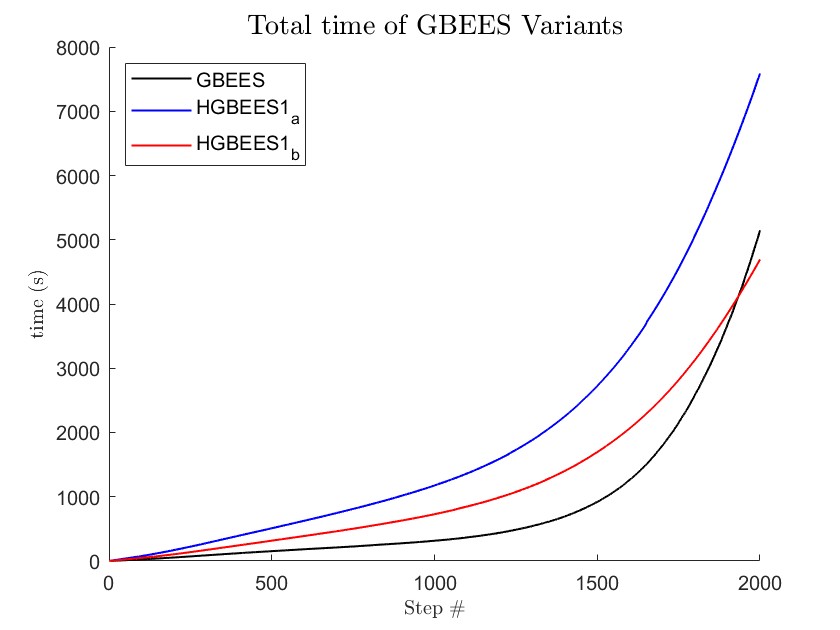 Total time of GBEES Variants
8000
7000
6000
5000
4000
3000
2000
1000
0
time (s)
GBEES
HGBEES1a
HGBEES1b
0 500 1000 1500 2000
Step #